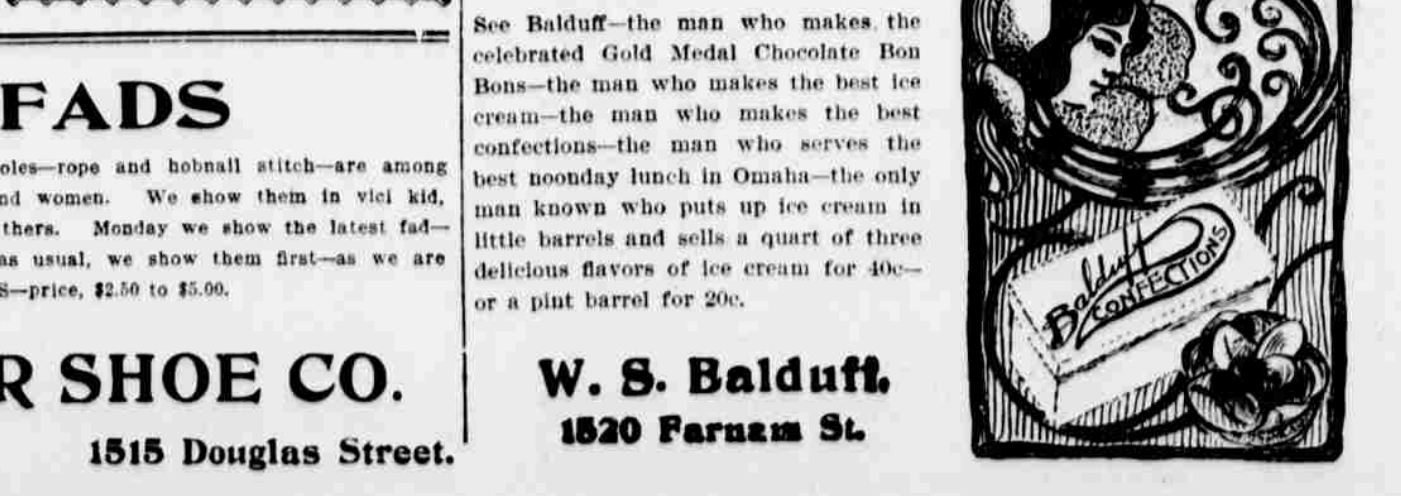 FADS
oles—rope and hobnail stitch—are among
nd women. We show them in vici kid,
thers. Monday we show the latest fad—
as usual, we show them first—as we are
S—price, $2.50 to $5.00.
R SHOE CO.
1515 Douglas Street.
See Balduff—the man who makes the
celebrated Gold Medal Chocolate Bon
Bons—the man who makes the best ice
cream—the man who makes the best
confections—the man who serves the
best noonday lunch in Omaha—the only
man known who puts up ice cream in
little barrels and sells a quart of three
delicious flavors of ice cream for 40c—
or a pint barrel for 20c.
W. S. Balduff.
1520 Farnam St.
Balduff
CONFECTIONS